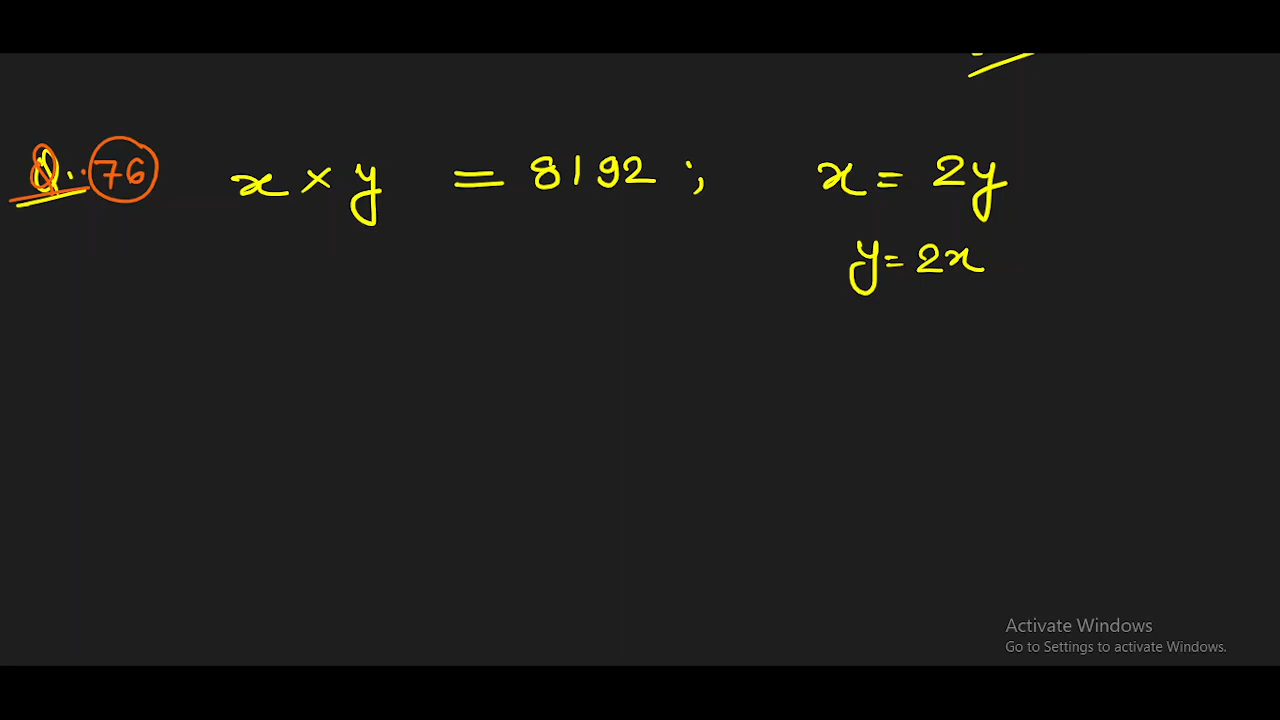 Q. 76 x × y = 8192 ; x = 2y
y = 2x
Activate Windows
Go to Settings to activate Windows.